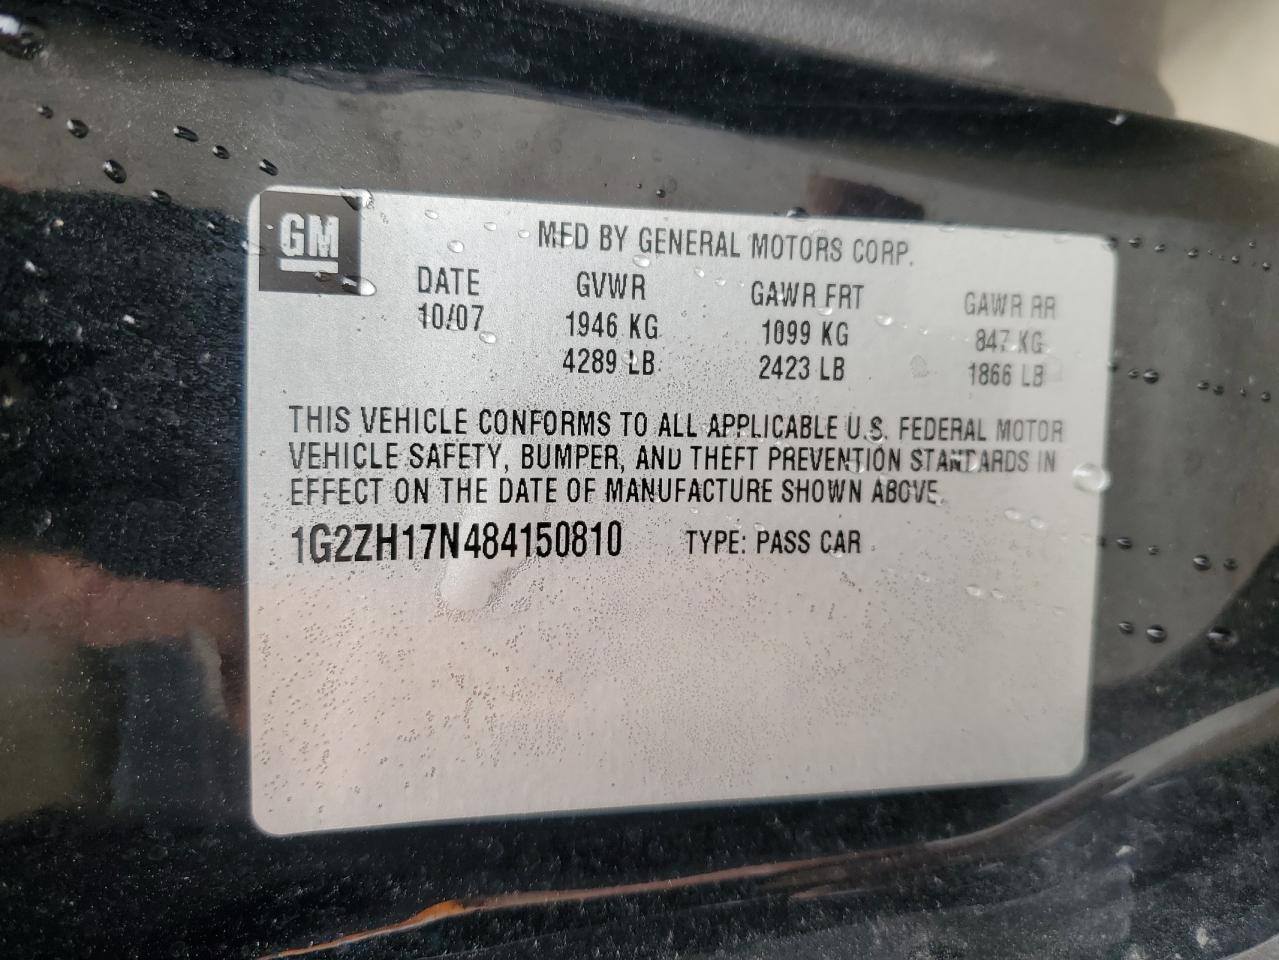 GM
MFD BY GENERAL MOTORS CORP.
DATE GVWR GAWR FRT GAWR RR
10/07 1946 KG 1099 KG 847 KG
4289 LB 2423 LB 1866 LB
THIS VEHICLE CONFORMS TO ALL APPLICABLE U.S. FEDERAL MOTOR
VEHICLE SAFETY, BUMPER, AND THEFT PREVENTION STANDARDS IN
EFFECT ON THE DATE OF MANUFACTURE SHOWN ABOVE.
1G2ZH17N484150810 TYPE: PASS CAR